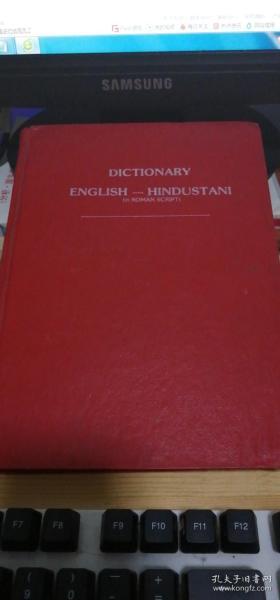 SAMSUNG
DICTIONARY
ENGLISH — HINDUSTANI
(In ROMAN SCRIPT)
F7 F8 F9 F10 F11 F12
孔夫子旧书网
www.kongfz.com